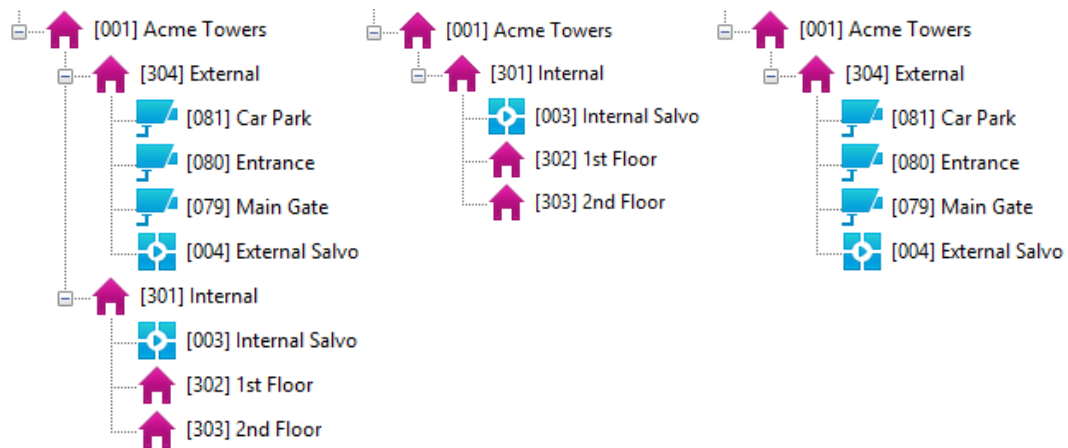 [001] Acme Towers
[304] External
[081] Car Park
[080] Entrance
[079] Main Gate
[004] External Salvo
[301] Internal
[003] Internal Salvo
[302] 1st Floor
[303] 2nd Floor
[001] Acme Towers
[301] Internal
[003] Internal Salvo
[302] 1st Floor
[303] 2nd Floor
[001] Acme Towers
[304] External
[081] Car Park
[080] Entrance
[079] Main Gate
[004] External Salvo